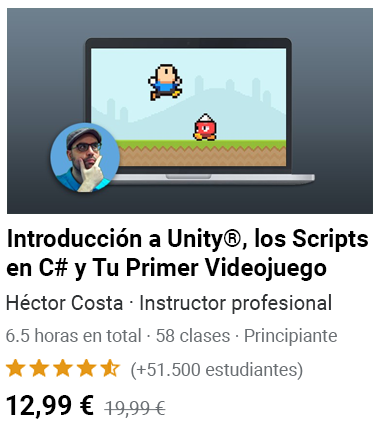 Introducción a Unity®, los Scripts
en C# y Tu Primer Videojuego
Héctor Costa · Instructor profesional
6.5 horas en total · 58 clases · Principiante
(+51.500 estudiantes)
12,99 € 19,99 €